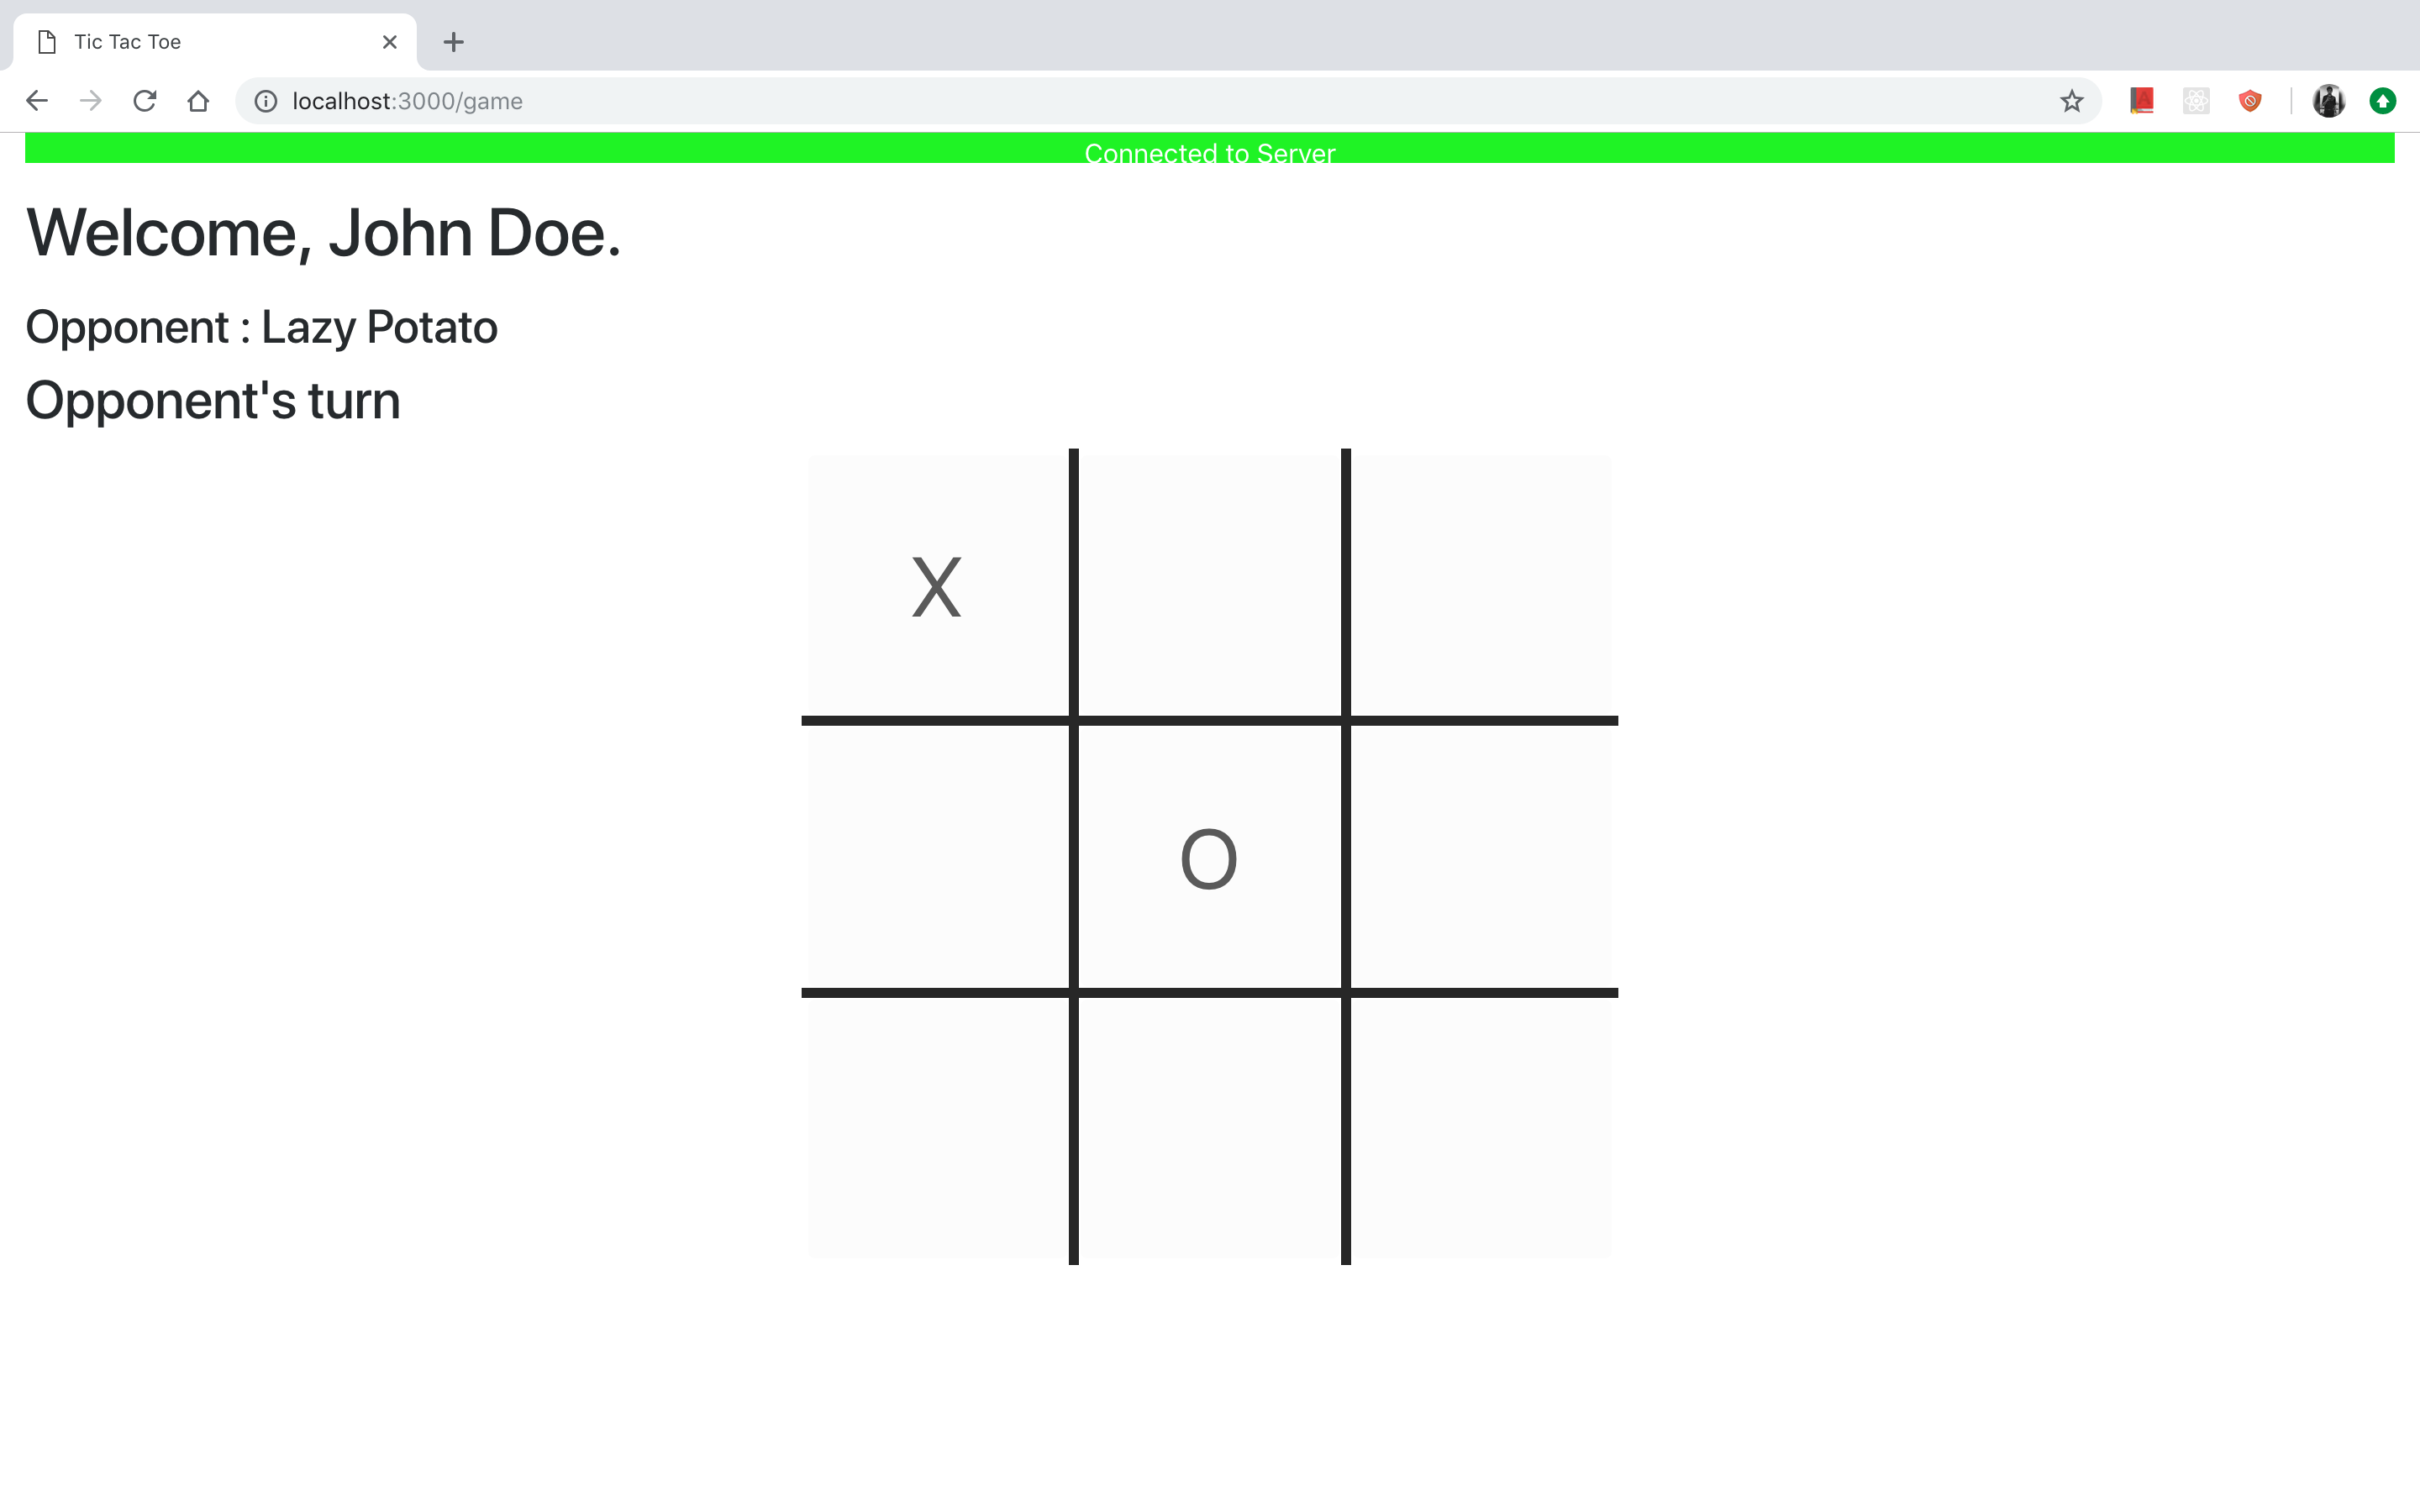 Tic Tac Toe
localhost:3000/game
Connected to Server
Welcome, John Doe.
Opponent : Lazy Potato
Opponent's turn
X
O